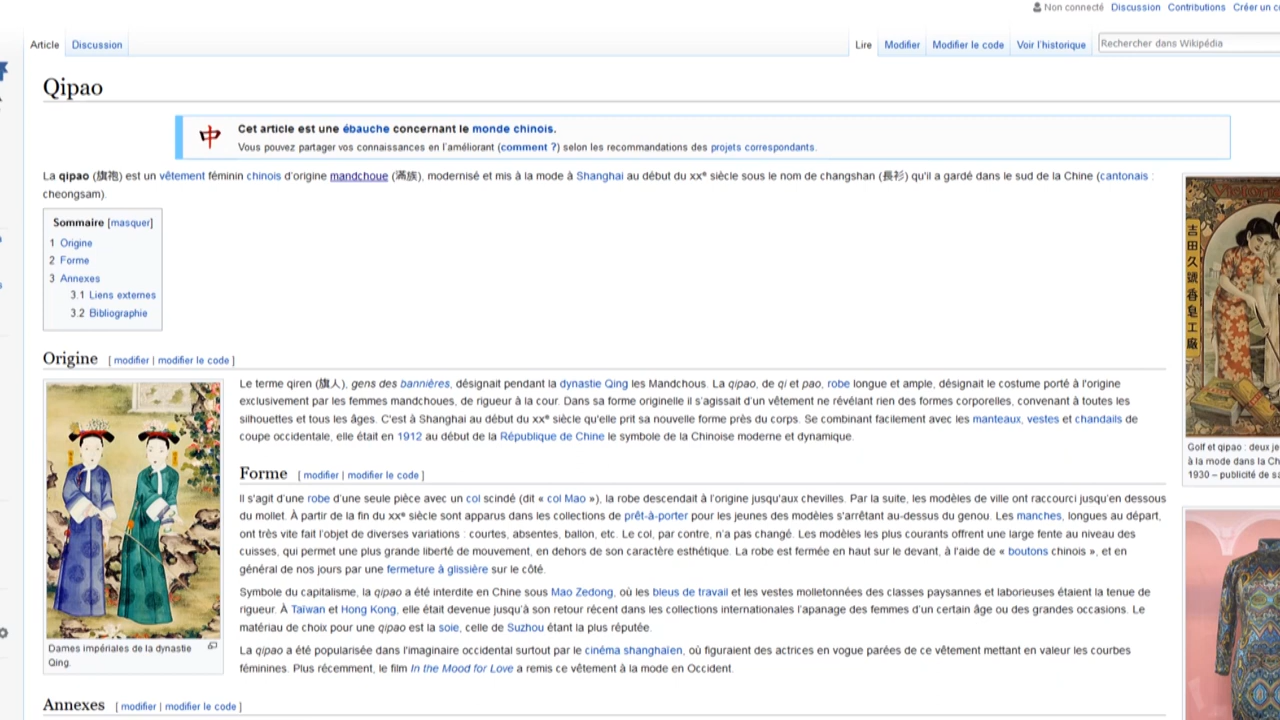 Non connecté Discussion Contributions Créer un
Article Discussion Lire Modifier Modifier le code Voir l'historique Rechercher dans Wikipédia
Qipao
中
Cet article est une ébauche concernant le monde chinois.
Vous pouvez partager vos connaissances en l'améliorant (comment ?) selon les recommandations des projets correspondants.
La qipao (旗袍) est un vêtement féminin chinois d'origine mandchoue (滿族), modernisé et mis à la mode à Shanghai au début du XXe siècle sous le nom de changshan (長衫) qu'il a gardé dans le sud de la Chine (cantonais :
cheongsam).
Sommaire [masquer]
1 Origine
2 Forme
3 Annexes
3.1 Liens externes
3.2 Bibliographie
吉田久號香皂工廠
Golf et qipao : deux
à la mode dans la
1930 – publicité de
Origine [ modifier | modifier le code ]
Le terme qiren (旗人), gens des bannières, désignait pendant la dynastie Qing les Mandchous. La qipao, de qi et pao, robe longue et ample, désignait le costume porté à l'origine
exclusivement par les femmes mandchoues, de rigueur à la cour. Dans sa forme originelle il s'agissait d'un vêtement ne révélant rien des formes corporelles, convenant à toutes les
silhouettes et tous les âges. C'est à Shanghai au début du XXe siècle qu'elle prit sa nouvelle forme près du corps. Se combinant facilement avec les manteaux, vestes et chandails de
coupe occidentale, elle était en 1912 au début de la République de Chine le symbole de la Chinoise moderne et dynamique.
Dames impériales de la dynastie
Qing.
Forme [ modifier | modifier le code ]
Il s'agit d'une robe d'une seule pièce avec un col scindé (dit « col Mao »), la robe descendait à l'origine jusqu'aux chevilles. Par la suite, les modèles de ville ont raccourci jusqu'en dessous
du mollet. À partir de la fin du XXe siècle sont apparus dans les collections de prêt-à-porter pour les jeunes des modèles s'arrêtant au-dessus du genou. Les manches, longues au départ,
ont très vite fait l'objet de diverses variations : courtes, absentes, ballon, etc. Le col, par contre, n'a pas changé. Les modèles les plus courants offrent une large fente au niveau des
cuisses, qui permet une plus grande liberté de mouvement, en dehors de son caractère esthétique. La robe est fermée en haut sur le devant, à l'aide de « boutons chinois », et en
général de nos jours par une fermeture à glissière sur le côté.
Symbole du capitalisme, la qipao a été interdite en Chine sous Mao Zedong, où les bleus de travail et les vestes molletonnées des classes paysannes et laborieuses étaient la tenue de
rigueur. À Taïwan et Hong Kong, elle était devenue jusqu'à son retour récent dans les collections internationales l'apanage des femmes d'un certain âge ou des grandes occasions. Le
matériau de choix pour une qipao est la soie, celle de Suzhou étant la plus réputée.
La qipao a été popularisée dans l'imaginaire occidental surtout par le cinéma shanghaïen, où figuraient des actrices en vogue parées de ce vêtement mettant en valeur les courbes
féminines. Plus récemment, le film In the Mood for Love a remis ce vêtement à la mode en Occident.
Annexes [ modifier | modifier le code ]